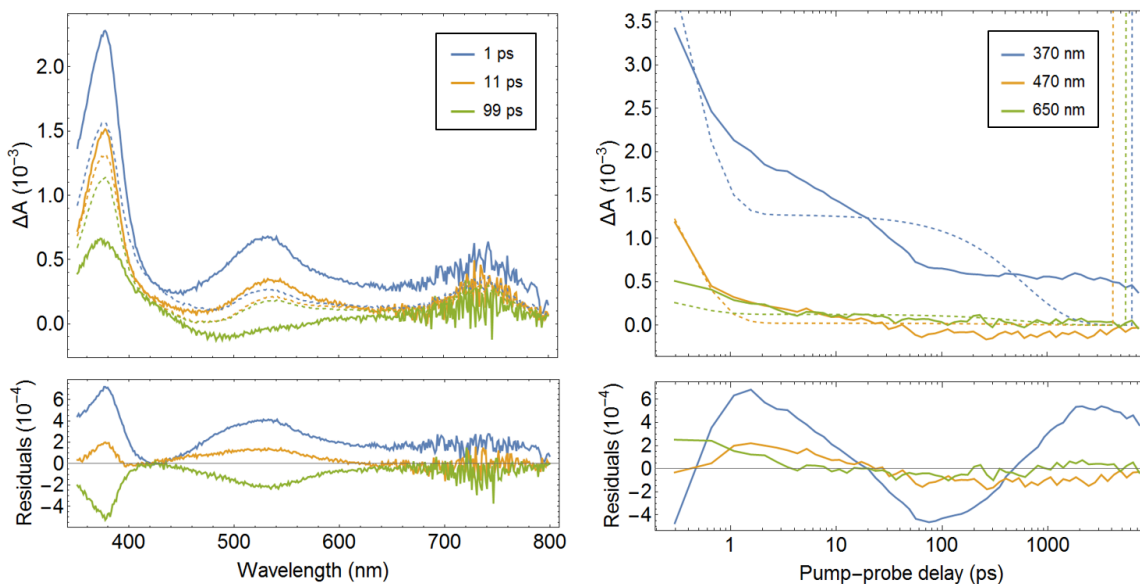 1 ps
11 ps
99 ps
ΔA (10⁻³)
2.0
1.5
1.0
0.5
0.0
Residuals (10⁻⁴)
6
4
2
0
−2
−4
400
500
600
700
800
Wavelength (nm)
370 nm
470 nm
650 nm
ΔA (10⁻³)
3.5
3.0
2.5
2.0
1.5
1.0
0.5
0.0
Residuals (10⁻⁴)
6
4
2
0
−2
−4
1
10
100
1000
Pump−probe delay (ps)